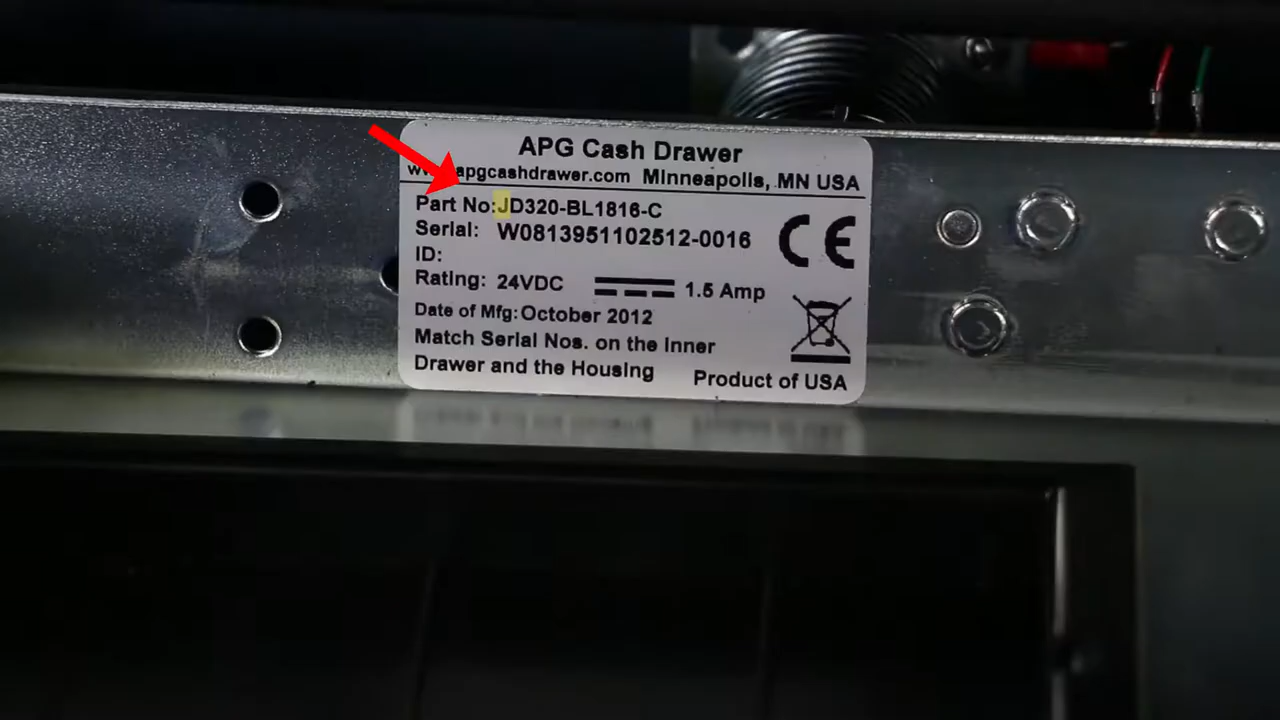 APG Cash Drawer
apgcashdrawer.com Minneapolis, MN USA
Part No:JD320-BL1816-C
Serial: W0813951102512-0016
ID:
Rating: 24VDC 1.5 Amp
Date of Mfg:October 2012
Match Serial Nos. on the Inner
Drawer and the Housing
Product of USA
CE